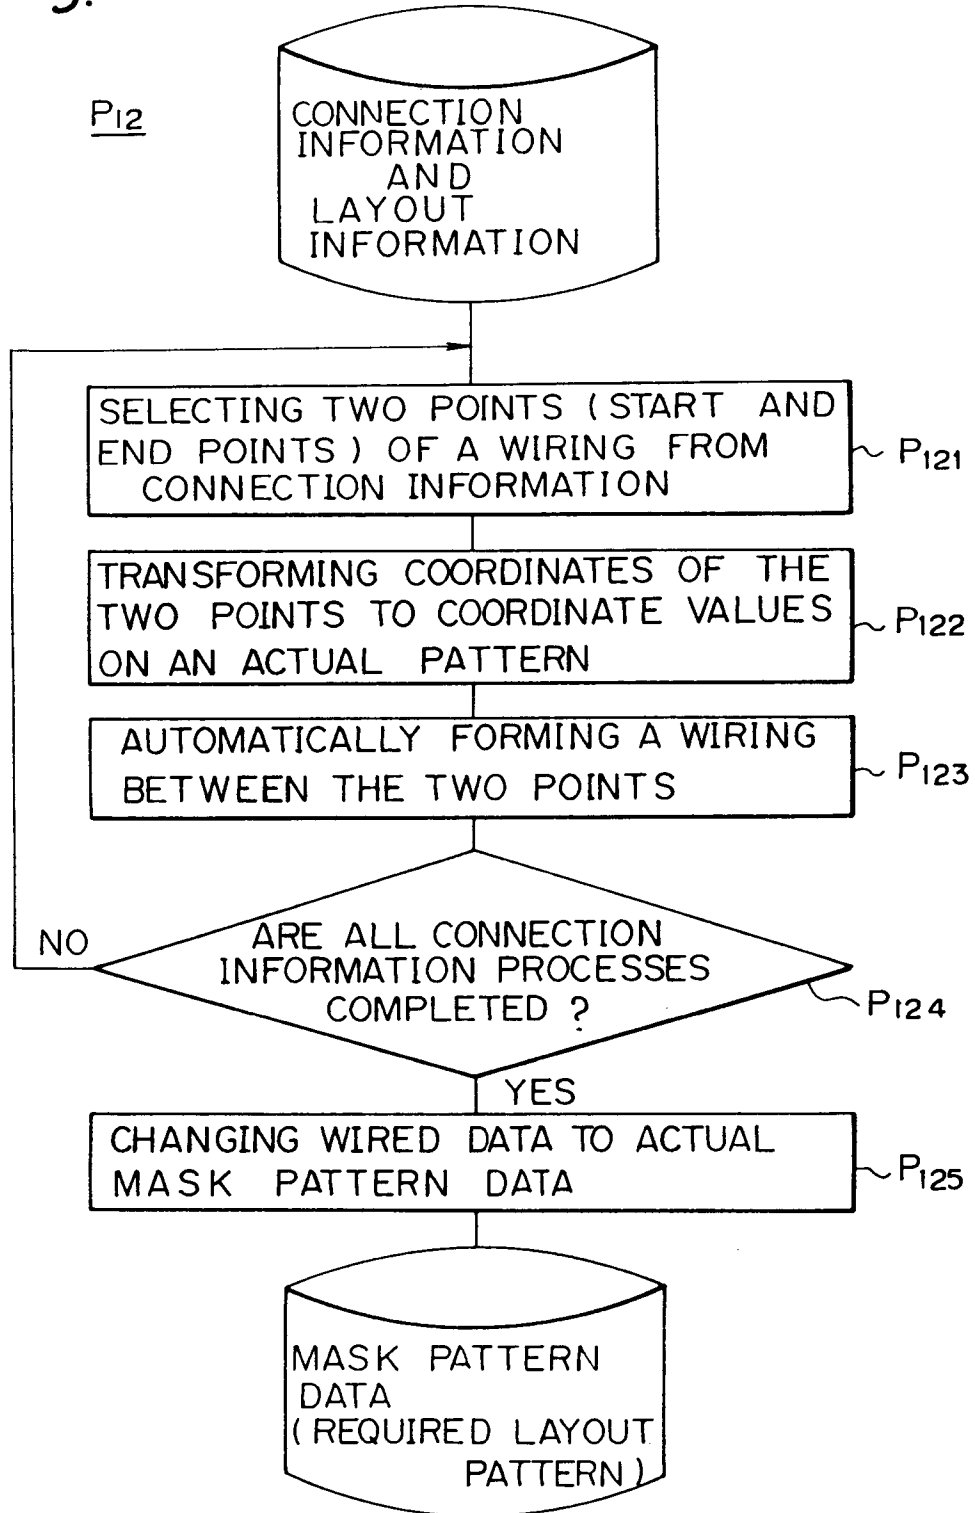 P12
CONNECTION
INFORMATION
AND
LAYOUT
INFORMATION
SELECTING TWO POINTS (START AND
END POINTS) OF A WIRING FROM
CONNECTION INFORMATION
P121
TRANSFORMING COORDINATES OF THE
TWO POINTS TO COORDINATE VALUES
ON AN ACTUAL PATTERN
P122
AUTOMATICALLY FORMING A WIRING
BETWEEN THE TWO POINTS
P123
NO
ARE ALL CONNECTION
INFORMATION PROCESSES
COMPLETED ?
P124
YES
CHANGING WIRED DATA TO ACTUAL
MASK PATTERN DATA
P125
MASK PATTERN
DATA
(REQUIRED LAYOUT
PATTERN)